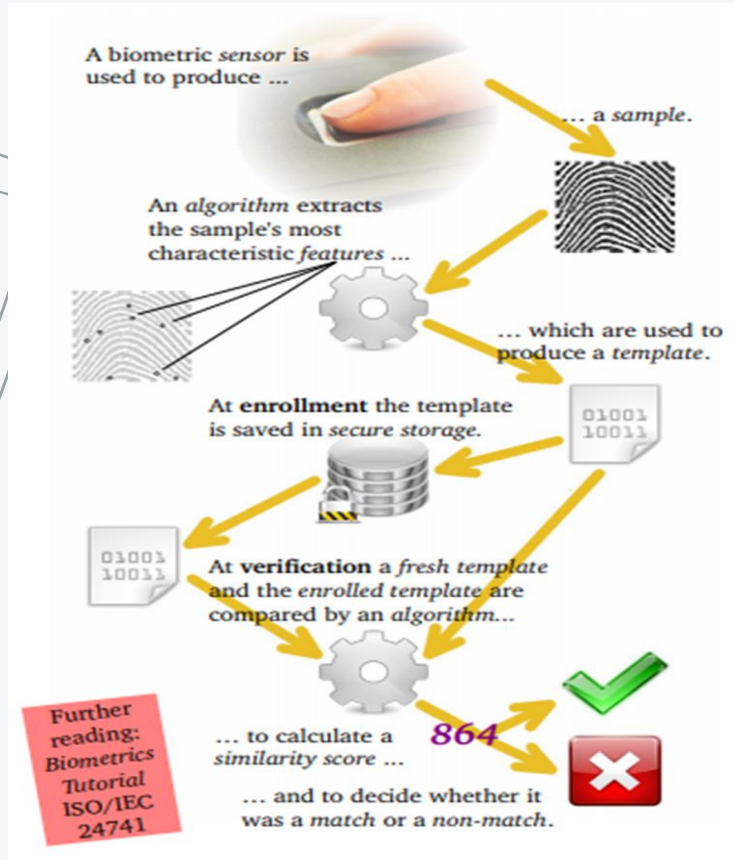 A biometric sensor is
used to produce ...
... a sample.
An algorithm extracts
the sample's most
characteristic features ...
... which are used to
produce a template.
01001
10011
At enrollment the template
is saved in secure storage.
01001
10011
At verification a fresh template
and the enrolled template are
compared by an algorithm...
... to calculate a
similarity score ...
864
... and to decide whether it
was a match or a non-match.
Further
reading:
Biometrics
Tutorial
ISO/IEC
24741